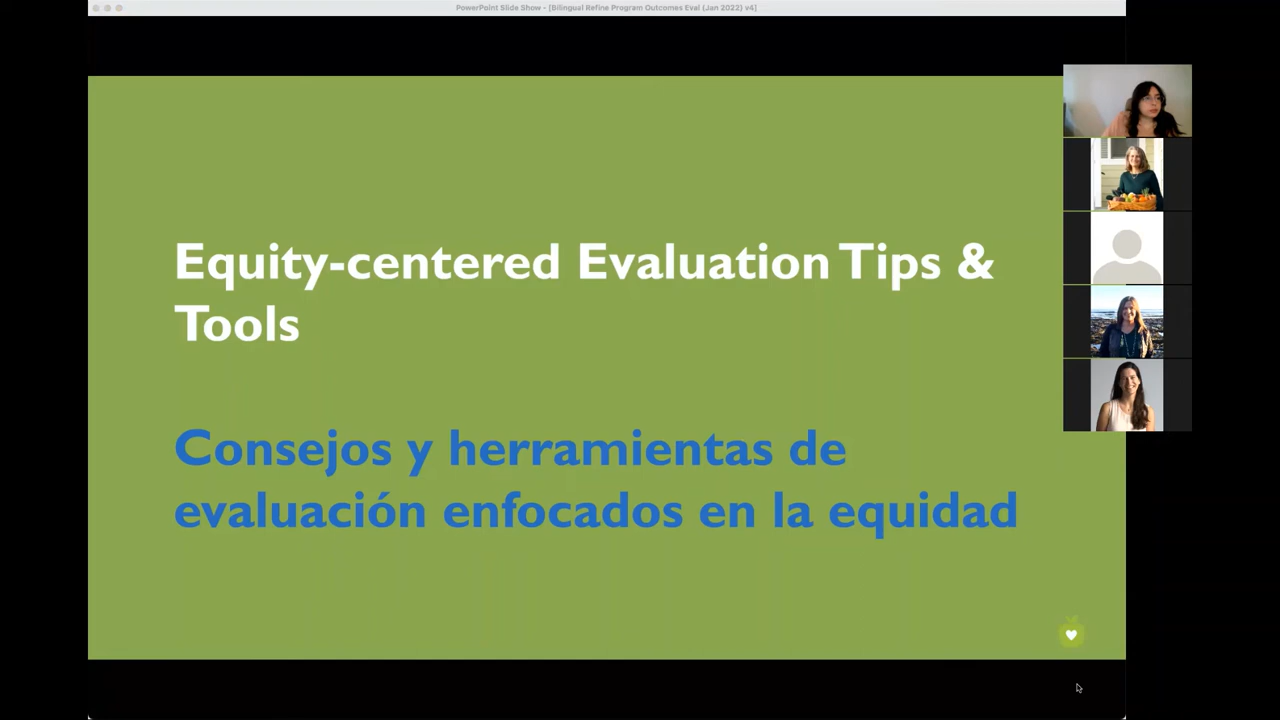 PowerPoint Slide Show - [Bilingual Refine Program Outcomes Eval (Jan 2022) v4]
Equity-centered Evaluation Tips &
Tools
Consejos y herramientas de
evaluación enfocados en la equidad